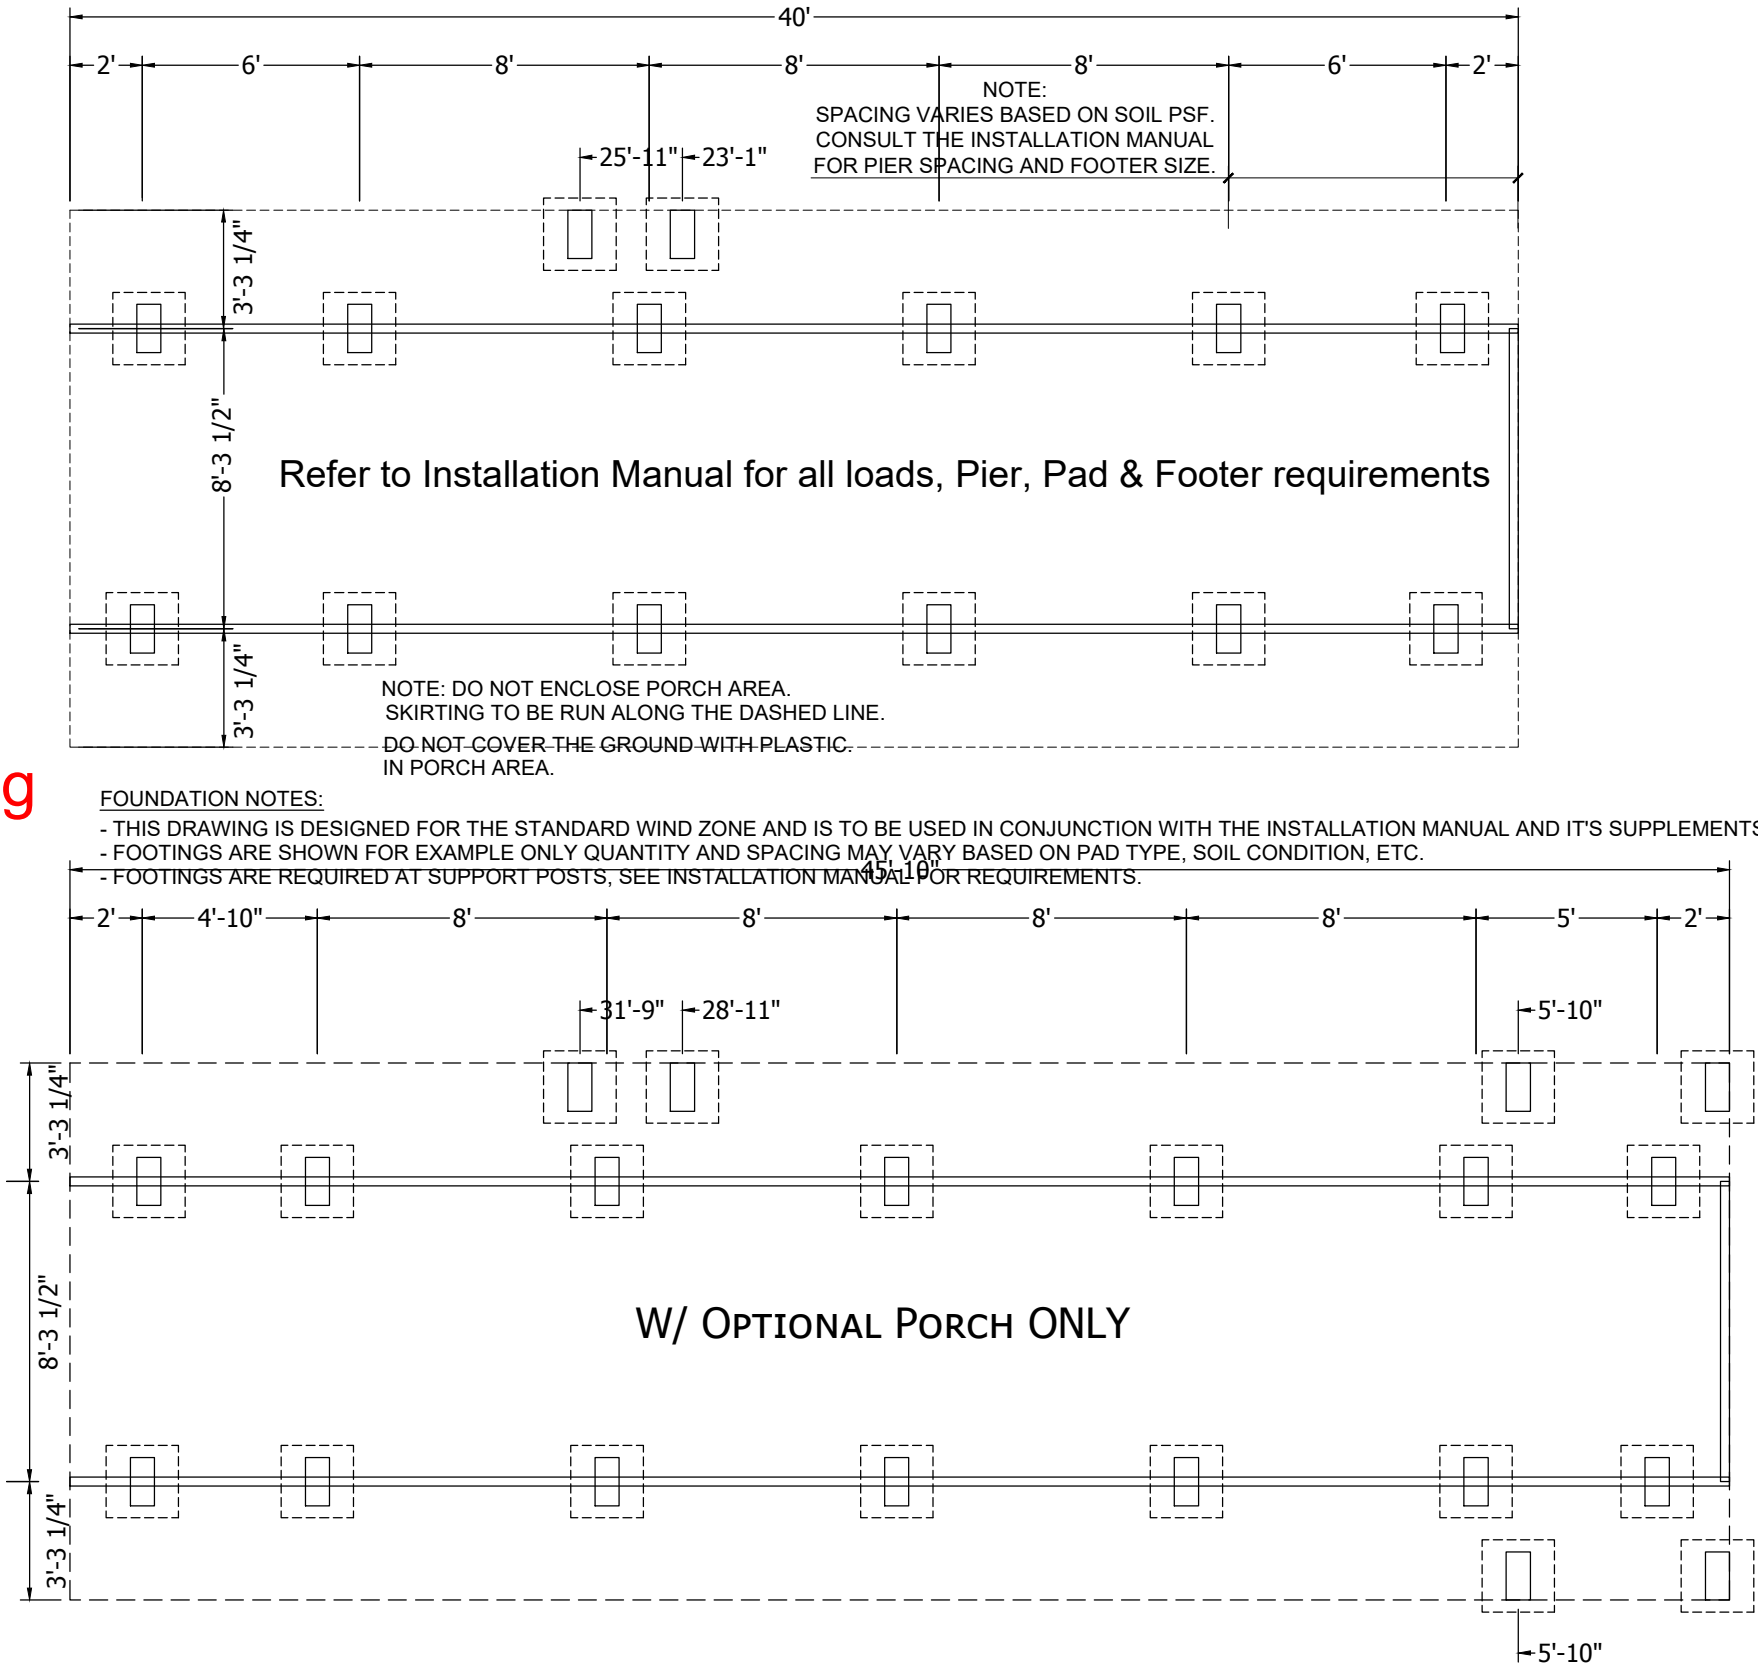 40'
2' 6' 8' 8' 8' 6' 2'
NOTE:
SPACING VARIES BASED ON SOIL PSF.
CONSULT THE INSTALLATION MANUAL
FOR PIER SPACING AND FOOTER SIZE.
25'-11" 23'-1"
3'-3 1/4"
8'-3 1/2"
Refer to Installation Manual for all loads, Pier, Pad & Footer requirements
3'-3 1/4"
NOTE: DO NOT ENCLOSE PORCH AREA.
SKIRTING TO BE RUN ALONG THE DASHED LINE.
DO NOT COVER THE GROUND WITH PLASTIC.
IN PORCH AREA.
g
FOUNDATION NOTES:
- THIS DRAWING IS DESIGNED FOR THE STANDARD WIND ZONE AND IS TO BE USED IN CONJUNCTION WITH THE INSTALLATION MANUAL AND IT'S SUPPLEMENTS
- FOOTINGS ARE SHOWN FOR EXAMPLE ONLY QUANTITY AND SPACING MAY VARY BASED ON PAD TYPE, SOIL CONDITION, ETC.
- FOOTINGS ARE REQUIRED AT SUPPORT POSTS, SEE INSTALLATION MANUAL FOR REQUIREMENTS.
45'-10"
2' 4'-10" 8' 8' 8' 8' 5' 2'
31'-9" 28'-11" 5'-10"
3'-3 1/4"
8'-3 1/2"
W/ OPTIONAL PORCH ONLY
3'-3 1/4"
5'-10"